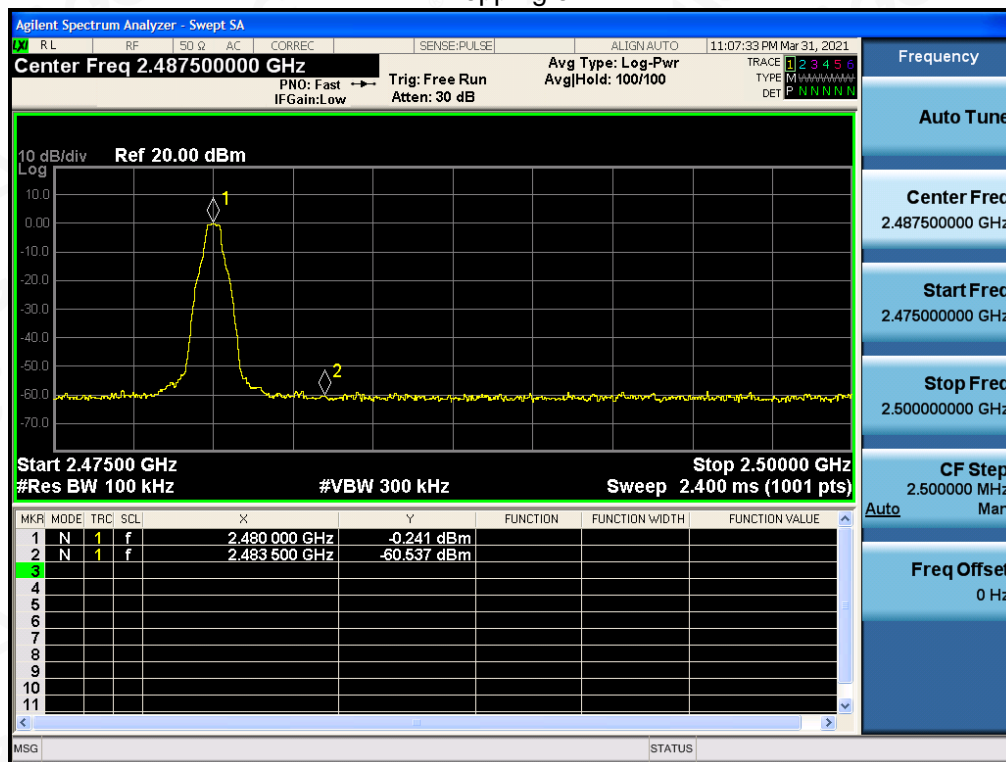 Agilent Spectrum Analyzer - Swept SA
LXI RL RF 50 Ω AC CORREC SENSE:PULSE ALIGN AUTO 11:07:33 PM Mar 31, 2021
Center Freq 2.487500000 GHz
PNO: Fast
IFGain:Low
Trig: Free Run
Atten: 30 dB
Avg Type: Log-Pwr
Avg|Hold: 100/100
TRACE 1 2 3 4 5 6
TYPE M
DET P N N N N N
10 dB/div Ref 20.00 dBm
Log
10.0
0.00
-10.0
-20.0
-30.0
-40.0
-50.0
-60.0
-70.0
1
2
Start 2.47500 GHz Stop 2.50000 GHz
#Res BW 100 kHz #VBW 300 kHz Sweep 2.400 ms (1001 pts)
MKR MODE TRC SCL X Y FUNCTION FUNCTION WIDTH FUNCTION VALUE
1 N 1 f 2.480 000 GHz -0.241 dBm
2 N 1 f 2.483 500 GHz -60.537 dBm
3
4
5
6
7
8
9
10
11
MSG STATUS
Frequency
Auto Tune
Center Freq
2.487500000 GHz
Start Freq
2.475000000 GHz
Stop Freq
2.500000000 GHz
CF Step
2.500000 MHz
Auto Man
Freq Offset
0 Hz